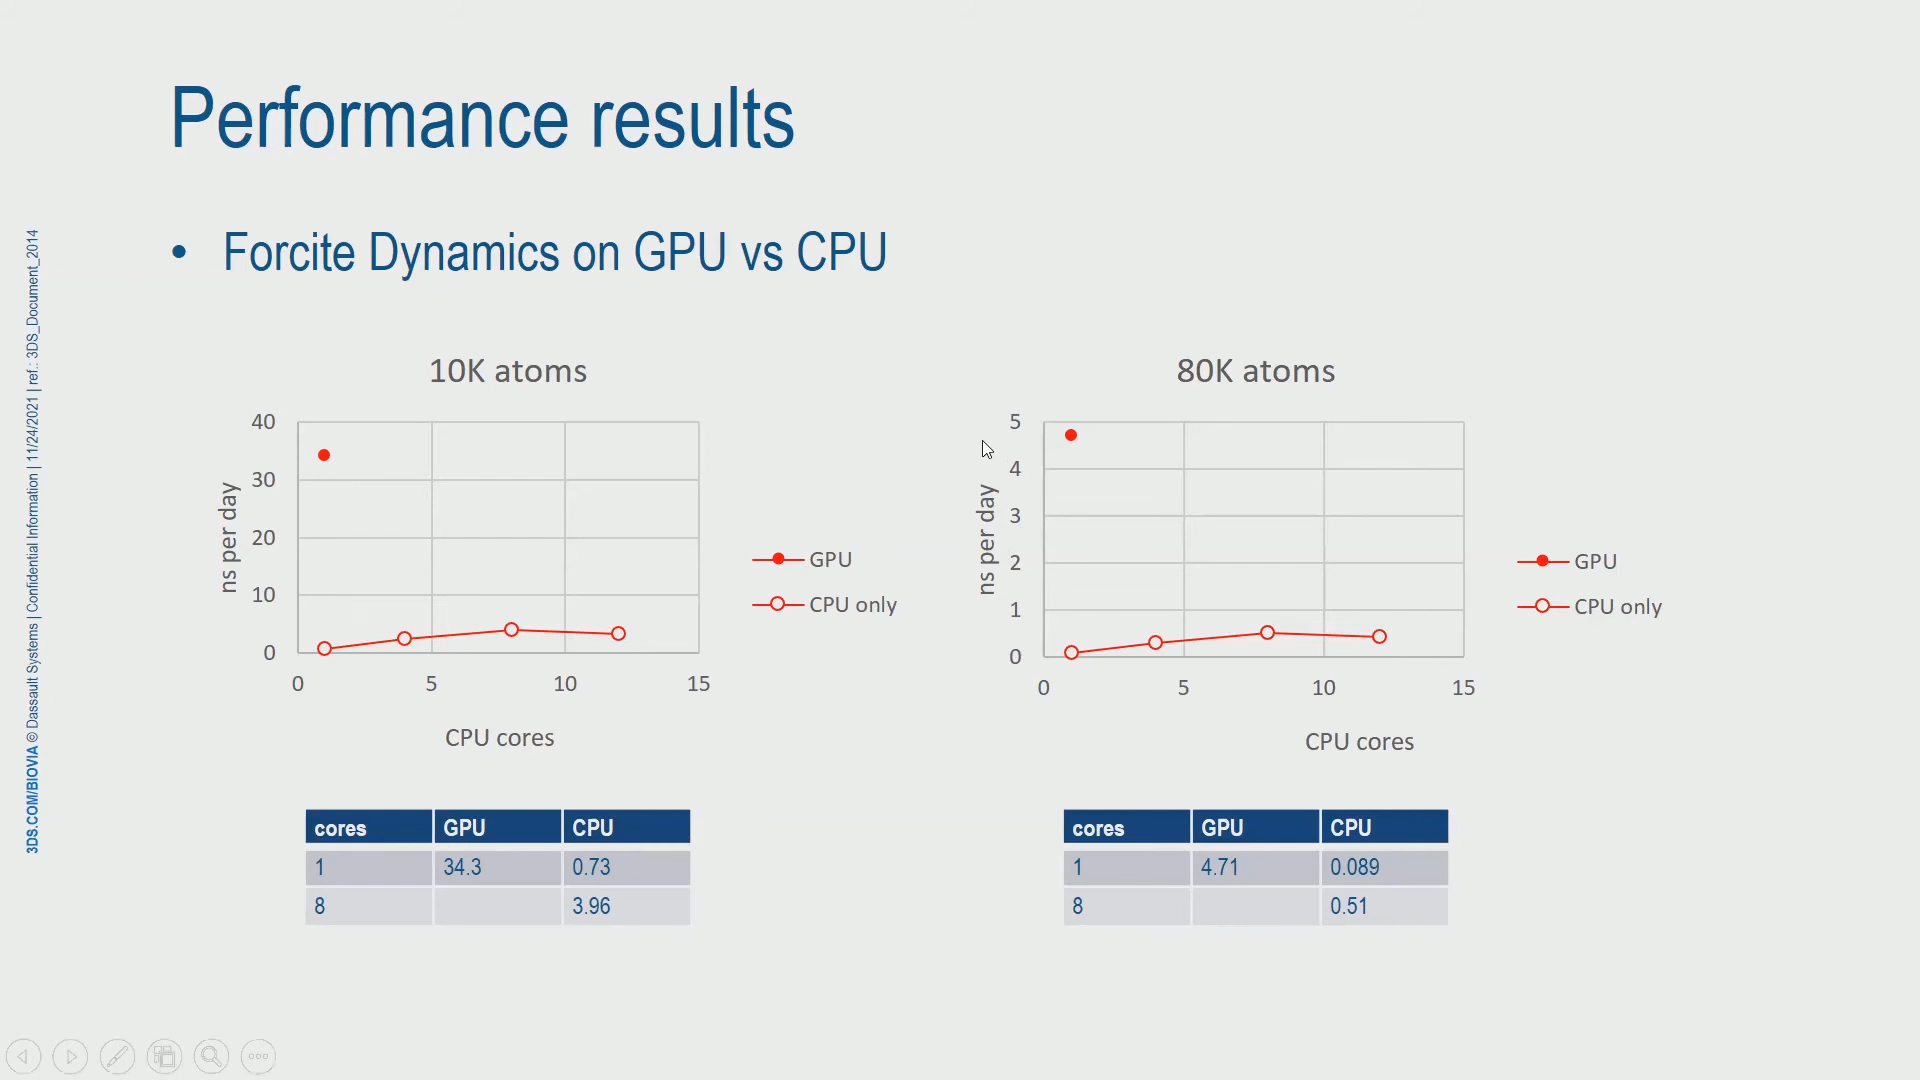 Performance results
• Forcite Dynamics on GPU vs CPU
3DS.COM/BIOVIA © Dassault Systems | Confidential Information | 11/24/2021 | ref.: 3DS_Document_2014
10K atoms
40
30
20
10
0
ns per day
0 5 10 15
CPU cores
GPU
CPU only
cores GPU CPU
1 34.3 0.73
8 3.96
80K atoms
5
4
3
2
1
0
ns per day
0 5 10 15
CPU cores
GPU
CPU only
cores GPU CPU
1 4.71 0.089
8 0.51